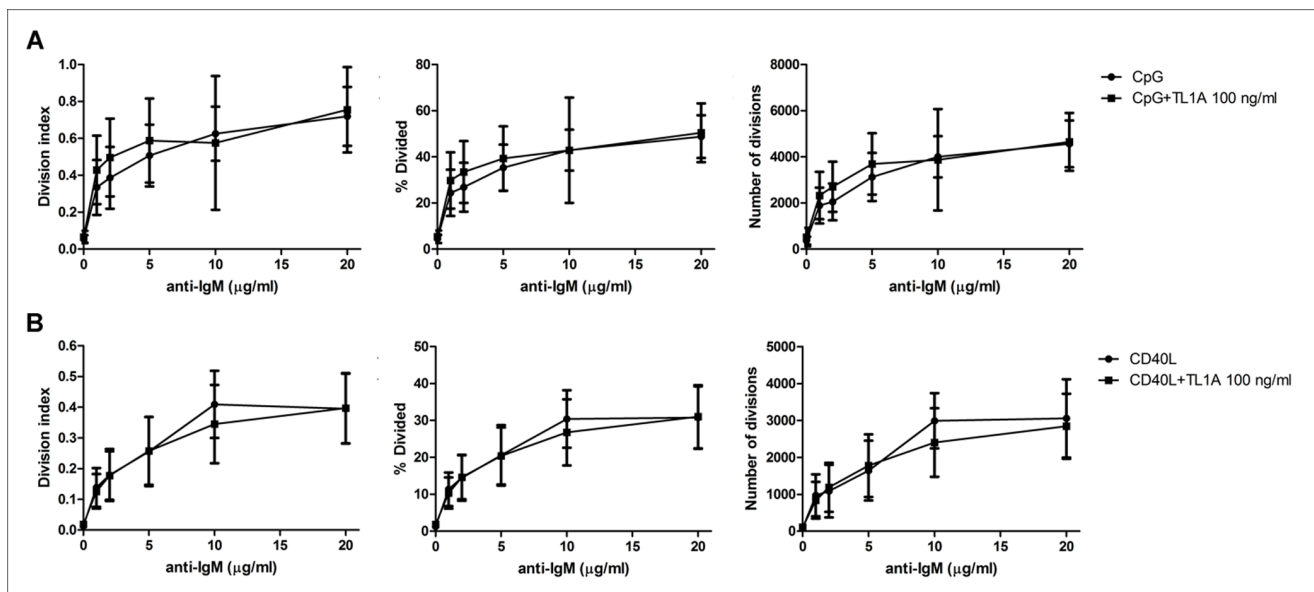 A
Division index
1.0
0.8
0.6
0.4
0.2
0.0
0 5 10 15 20
anti-IgM (μg/ml)
% Divided
80
60
40
20
0
0 5 10 15 20
anti-IgM (μg/ml)
Number of divisions
8000
6000
4000
2000
0
0 5 10 15 20
anti-IgM (μg/ml)
CpG
CpG+TL1A 100 ng/ml
B
Division index
0.6
0.5
0.4
0.3
0.2
0.1
0.0
0 5 10 15 20
anti-IgM (μg/ml)
% Divided
50
40
30
20
10
0
0 5 10 15 20
anti-IgM (μg/ml)
Number of divisions
5000
4000
3000
2000
1000
0
0 5 10 15 20
anti-IgM (μg/ml)
CD40L
CD40L+TL1A 100 ng/ml